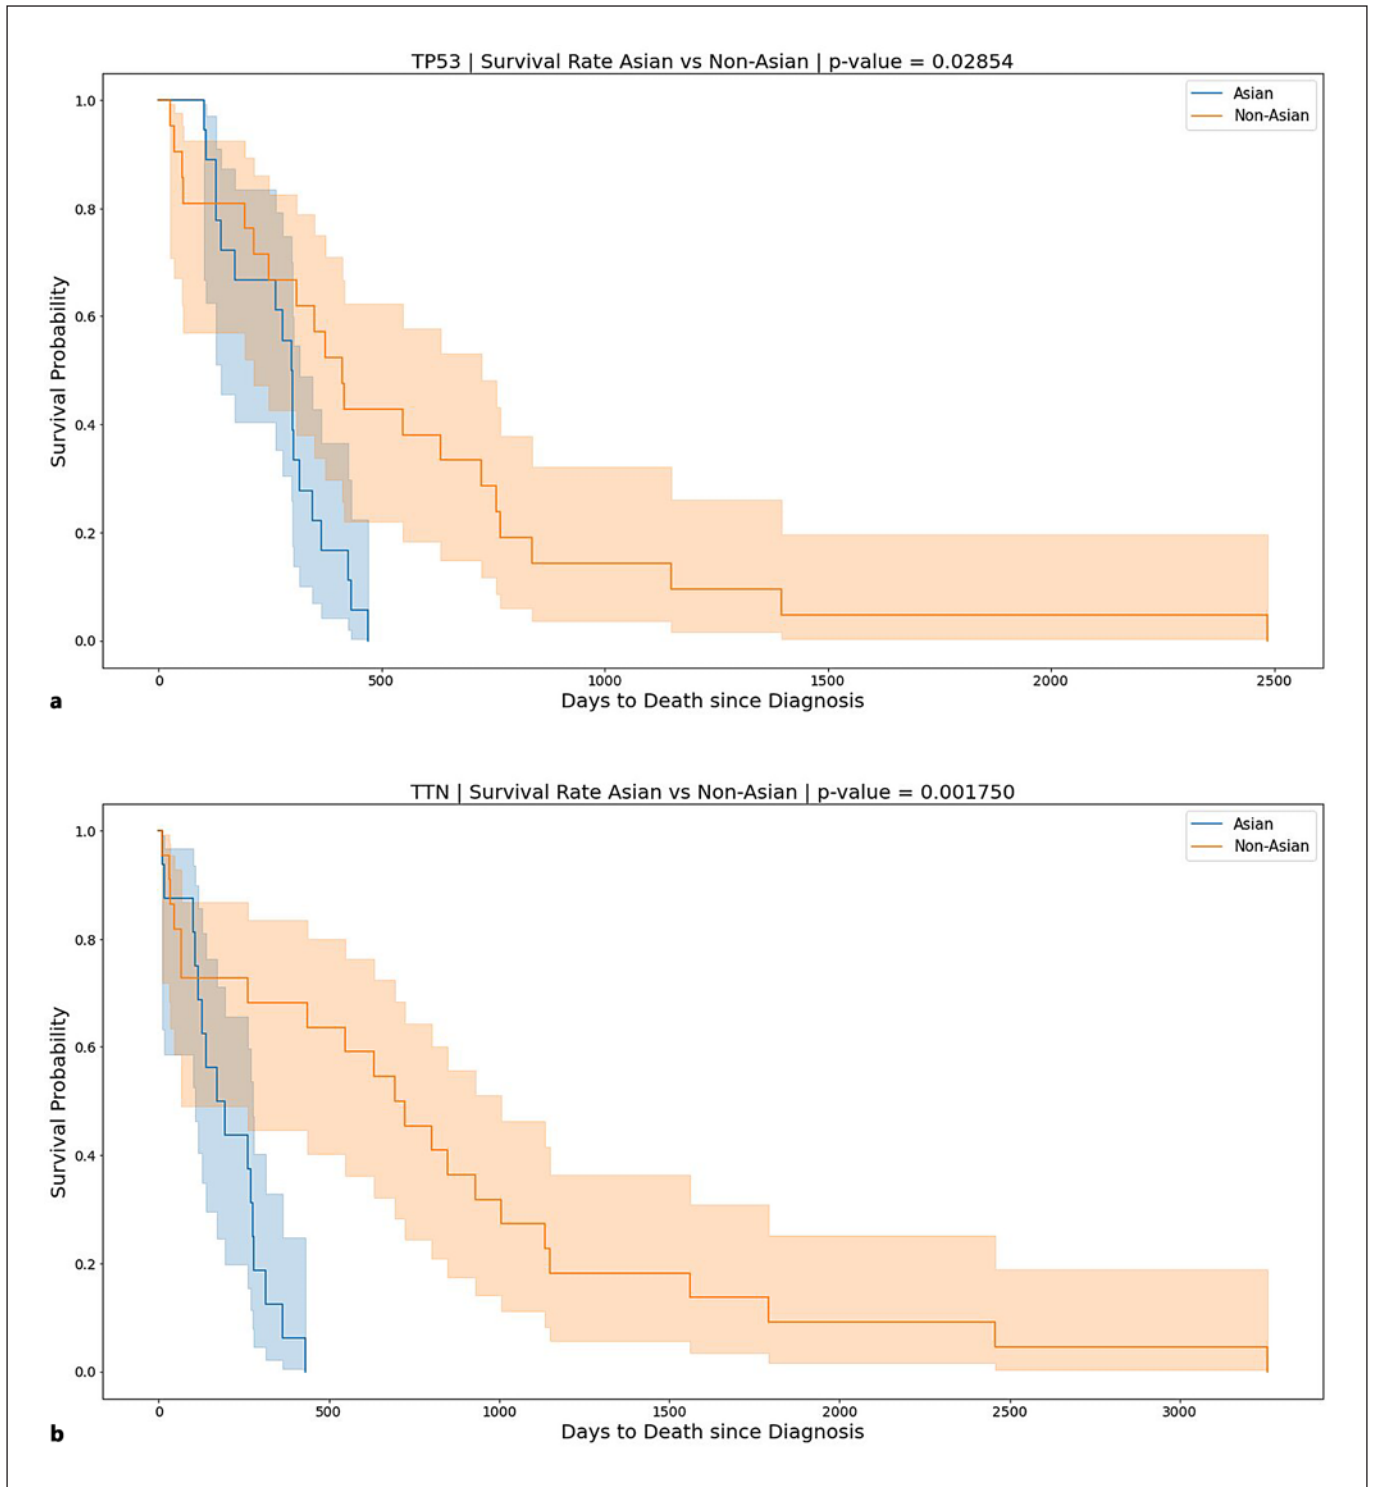 TP53 | Survival Rate Asian vs Non-Asian | p-value = 0.02854
Asian
Non-Asian
1.0
0.8
0.6
0.4
0.2
0.0
Survival Probability
0 500 1000 1500 2000 2500
Days to Death since Diagnosis
a
TTN | Survival Rate Asian vs Non-Asian | p-value = 0.001750
Asian
Non-Asian
1.0
0.8
0.6
0.4
0.2
0.0
Survival Probability
0 500 1000 1500 2000 2500 3000
Days to Death since Diagnosis
b